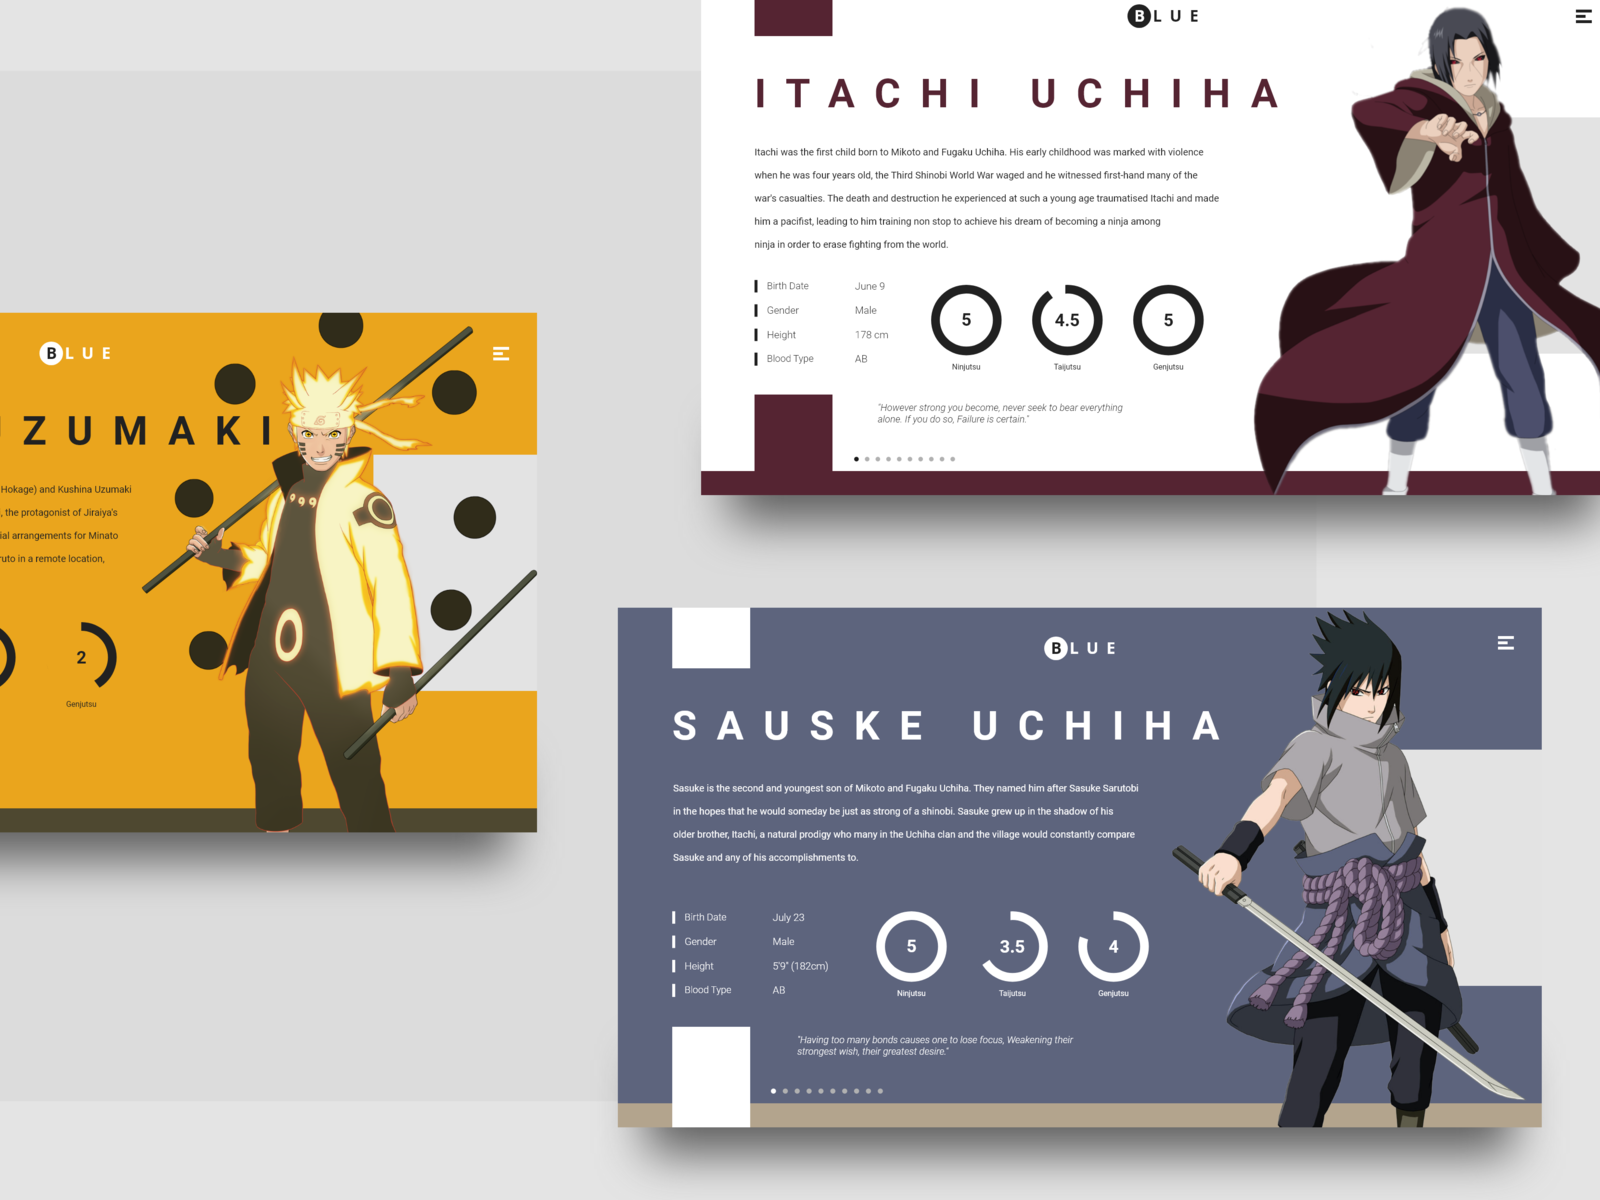 BLUE
ITACHI UCHIHA
Itachi was the first child born to Mikoto and Fugaku Uchiha. His early childhood was marked with violence
when he was four years old, the Third Shinobi World War waged and he witnessed first-hand many of the
war's casualties. The death and destruction he experienced at such a young age traumatised Itachi and made
him a pacifist, leading to him training non stop to achieve his dream of becoming a ninja among
ninja in order to erase fighting from the world.
Birth Date June 9
Gender Male
Height 178 cm
Blood Type AB
5 4.5 5
Ninjutsu Taijutsu Genjutsu
"However strong you become, never seek to bear everything
alone. If you do so, Failure is certain."
BLUE
UZUMAKI
Hokage) and Kushina Uzumaki
, the protagonist of Jiraiya's
ial arrangements for Minato
ruto in a remote location,
2
Genjutsu
BLUE
SAUSKE UCHIHA
Sasuke is the second and youngest son of Mikoto and Fugaku Uchiha. They named him after Sasuke Sarutobi
in the hopes that he would someday be just as strong of a shinobi. Sasuke grew up in the shadow of his
older brother, Itachi, a natural prodigy who many in the Uchiha clan and the village would constantly compare
Sasuke and any of his accomplishments to.
Birth Date July 23
Gender Male
Height 5'9" (182cm)
Blood Type AB
5 3.5 4
Ninjutsu Taijutsu Genjutsu
"Having too many bonds causes one to lose focus, Weakening their
strongest wish, their greatest desire."